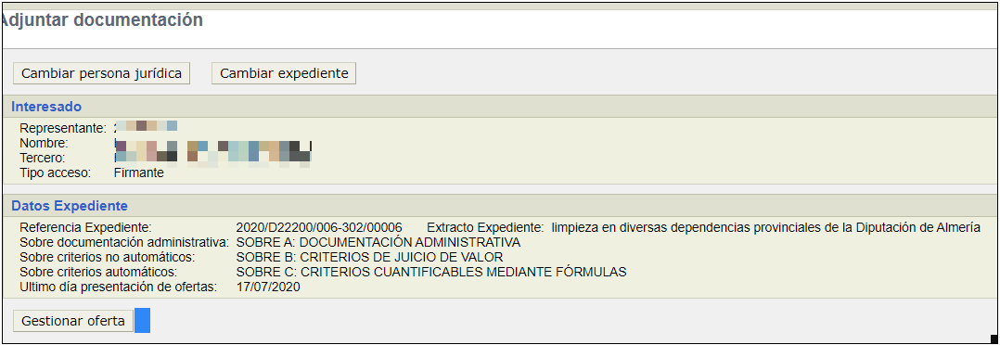 Adjuntar documentación
Cambiar persona jurídica Cambiar expediente
Interesado
Representante:
Nombre:
Tercero:
Tipo acceso: Firmante
Datos Expediente
Referencia Expediente: 2020/D22200/006-302/00006 Extracto Expediente: limpieza en diversas dependencias provinciales de la Diputación de Almería
Sobre documentación administrativa: SOBRE A: DOCUMENTACIÓN ADMINISTRATIVA
Sobre criterios no automáticos: SOBRE B: CRITERIOS DE JUICIO DE VALOR
Sobre criterios automáticos: SOBRE C: CRITERIOS CUANTIFICABLES MEDIANTE FÓRMULAS
Ultimo día presentación de ofertas: 17/07/2020
Gestionar oferta